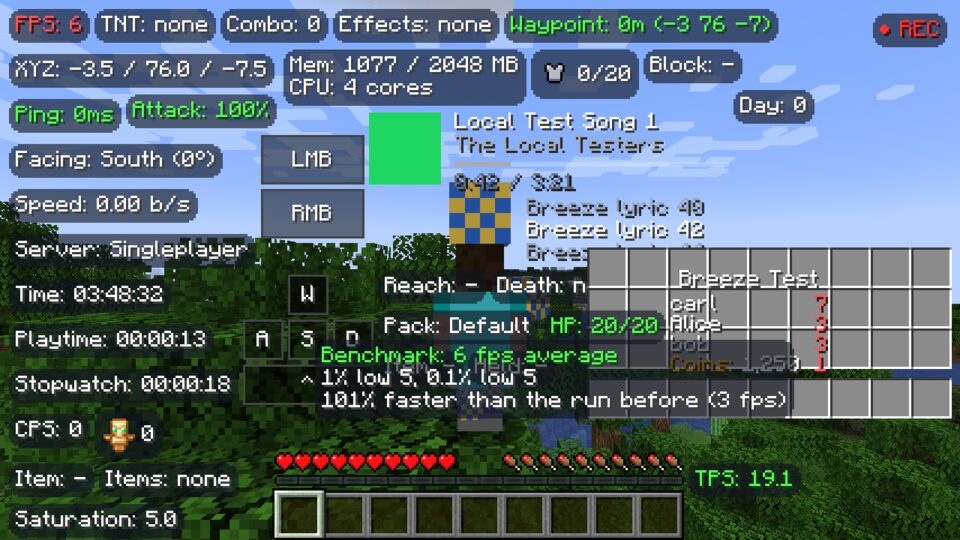 FPS: 6
TNT: none
Combo: 0
Effects: none
Waypoint: 0m (-3 76 -7)
REC
XYZ: -3.5 / 76.0 / -7.5
Mem: 1077 / 2048 MB
CPU: 4 cores
0/20
Block: -
Day: 0
Ping: 0ms
Attack: 100%
Local Test Song 1
The Local Testers
0:42 / 3:21
Facing: South (0°)
LMB
RMB
Speed: 0.00 b/s
Breeze lyric 40
Breeze lyric 42
Server: Singleplayer
Reach: -
Death:
Breeze Test
carl 7
Alice 3
bob 3
Coins: 1,250 1
Time: 03:48:32
W
A
S
D
Pack: Default
HP: 20/20
Playtime: 00:00:13
Benchmark: 6 fps average
1% low 5, 0.1% low 5
101% faster than the run before (3 fps)
Stopwatch: 00:00:18
^
CPS: 0
0
Item: -
Items: none
TPS: 19.1
Saturation: 5.0